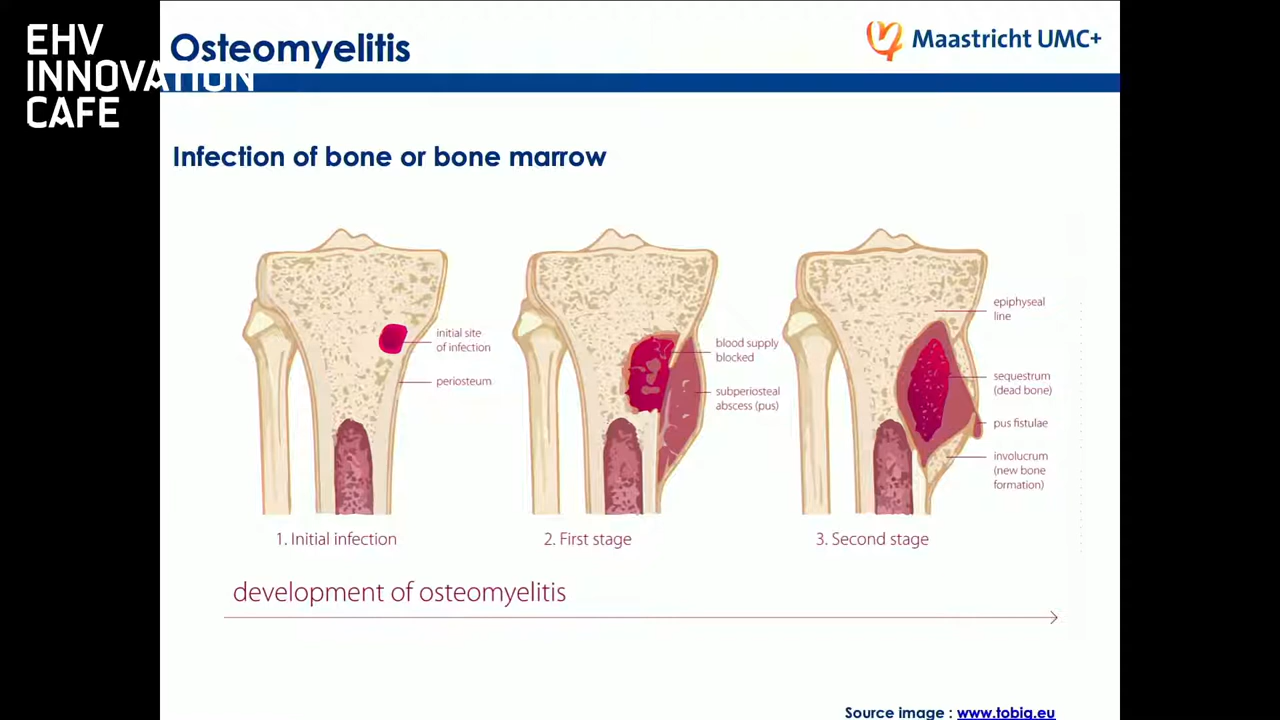 EHV
INNOVATION
CAFE
Osteomyelitis
Maastricht UMC+
Infection of bone or bone marrow
initial site
of infection
periosteum
1. Initial infection
blood supply
blocked
subperiosteal
abscess (pus)
2. First stage
epiphyseal
line
sequestrum
(dead bone)
pus fistulae
involucrum
(new bone
formation)
3. Second stage
development of osteomyelitis
Source image : www.tobig.eu